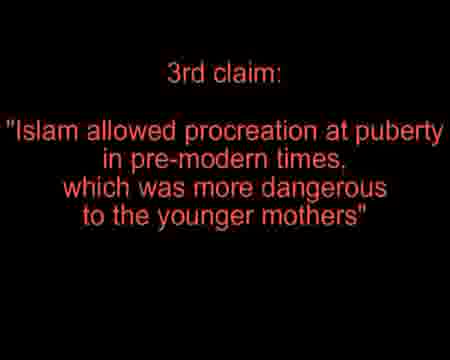 3rd claim:
"Islam allowed procreation at puberty
in pre-modern times,
which was more dangerous
to the younger mothers"